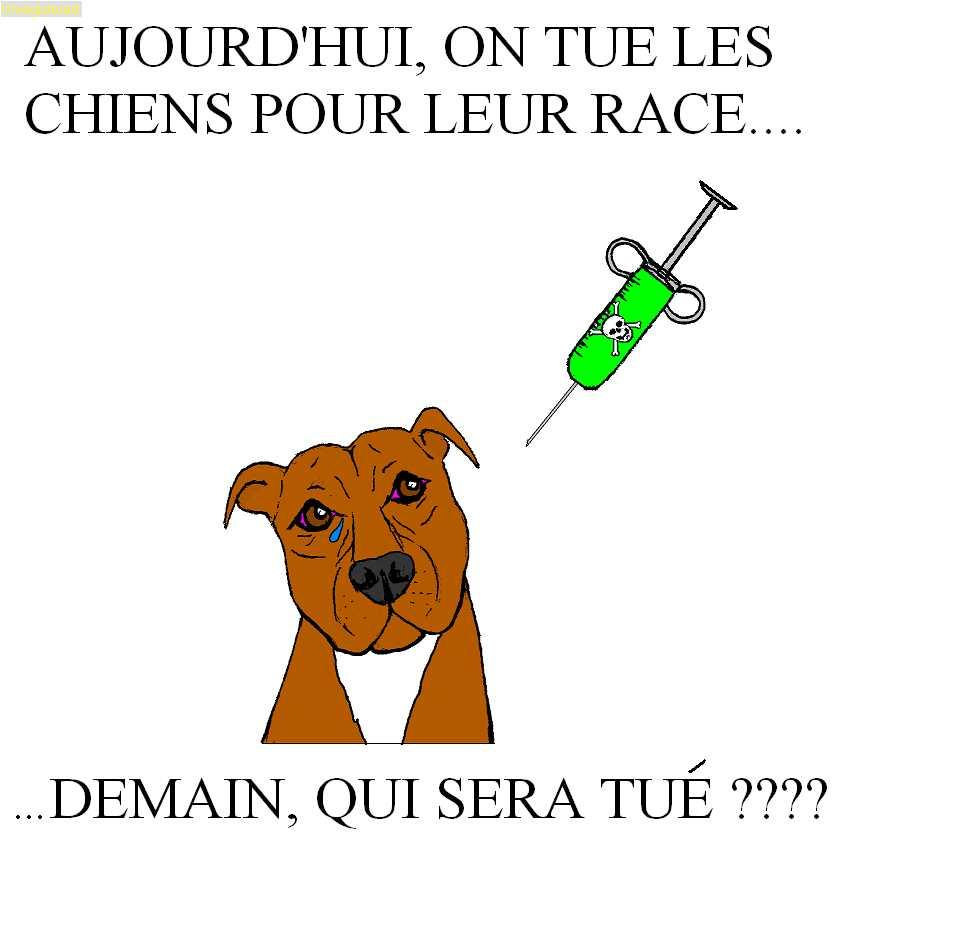 AUJOURD'HUI, ON TUE LES
CHIENS POUR LEUR RACE....
...DEMAIN, QUI SERA TUÉ ????